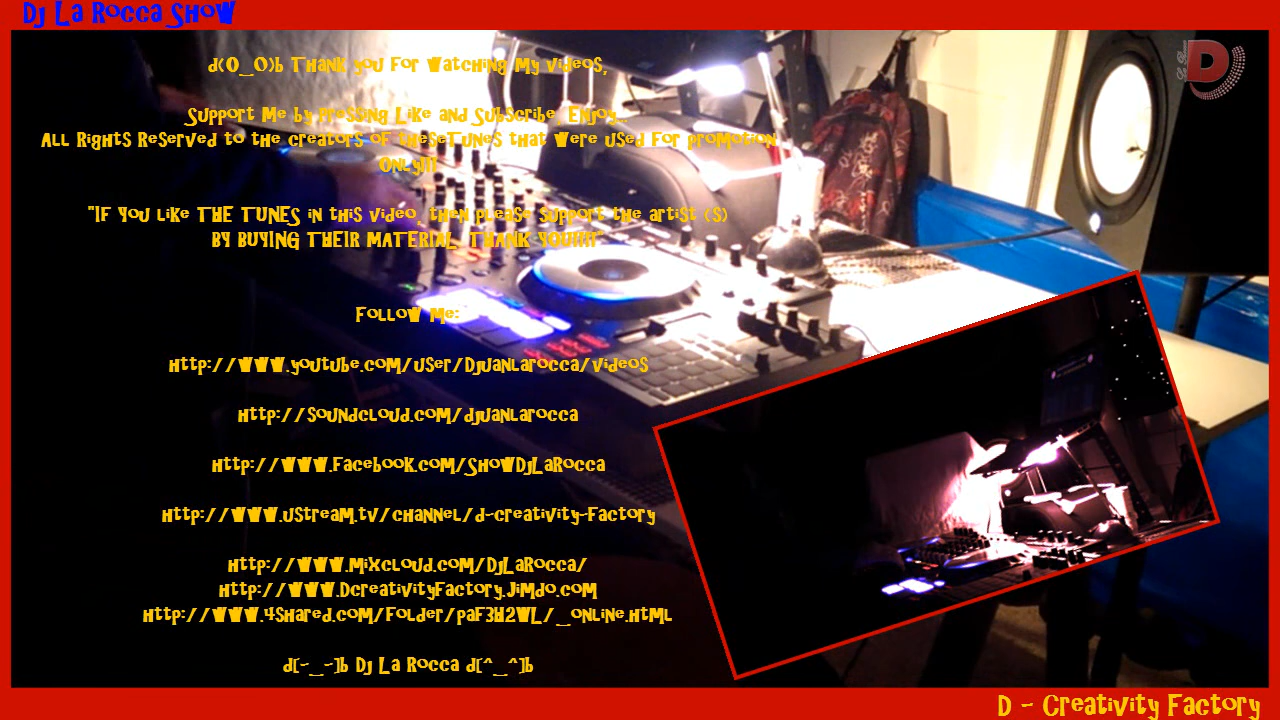 Dj La Rocca Show
d(O_O)b Thank you For Watching My Videos,
Support Me by Pressing Like and Subscribe. Enjoy...
All Rights Reserved to the creators of theseTunes that were used For promotion
Only!!!
"IF you like THE TUNES in this video, then please support the artist (s)
BY BUYING THEIR MATERIAL. THANK YOU!!!!"
Follow Me:
http://www.youtube.com/user/Djuanlarocca/videos
http://soundcloud.com/djuanlarocca
http://www.Facebook.com/ShowDjLaRocca
http://www.ustream.tv/channel/d-creativity-Factory
http://www.Mixcloud.com/DjLaRocca/
http://www.DcreativityFactory.Jimdo.com
http://www.4Shared.com/Folder/
d[-_-]b Dj La Rocca d[^_^]b
D - Creativity Factory